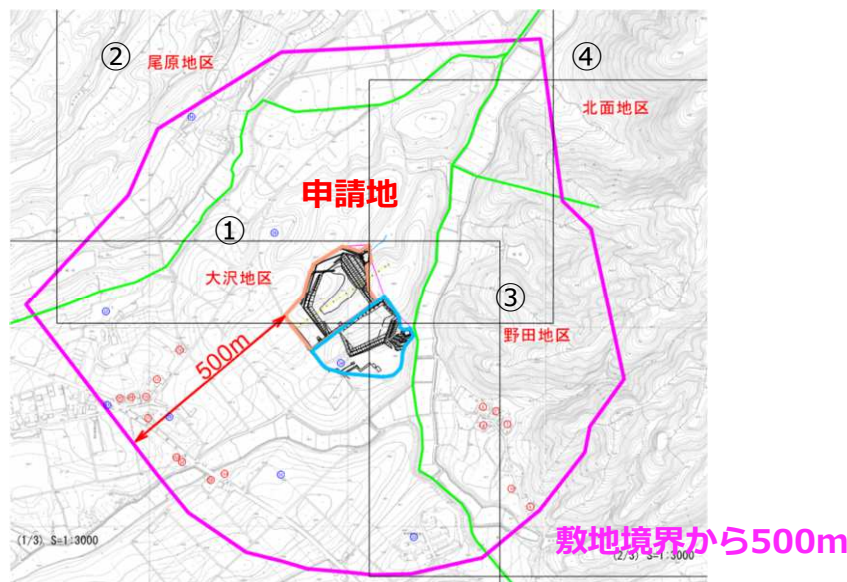 ②
尾原地区
④
北面地区
申請地
①
大沢地区
③
野田地区
500m
(1/3) S=1:3000
敷地境界から500m
(2/3) S=1:3000